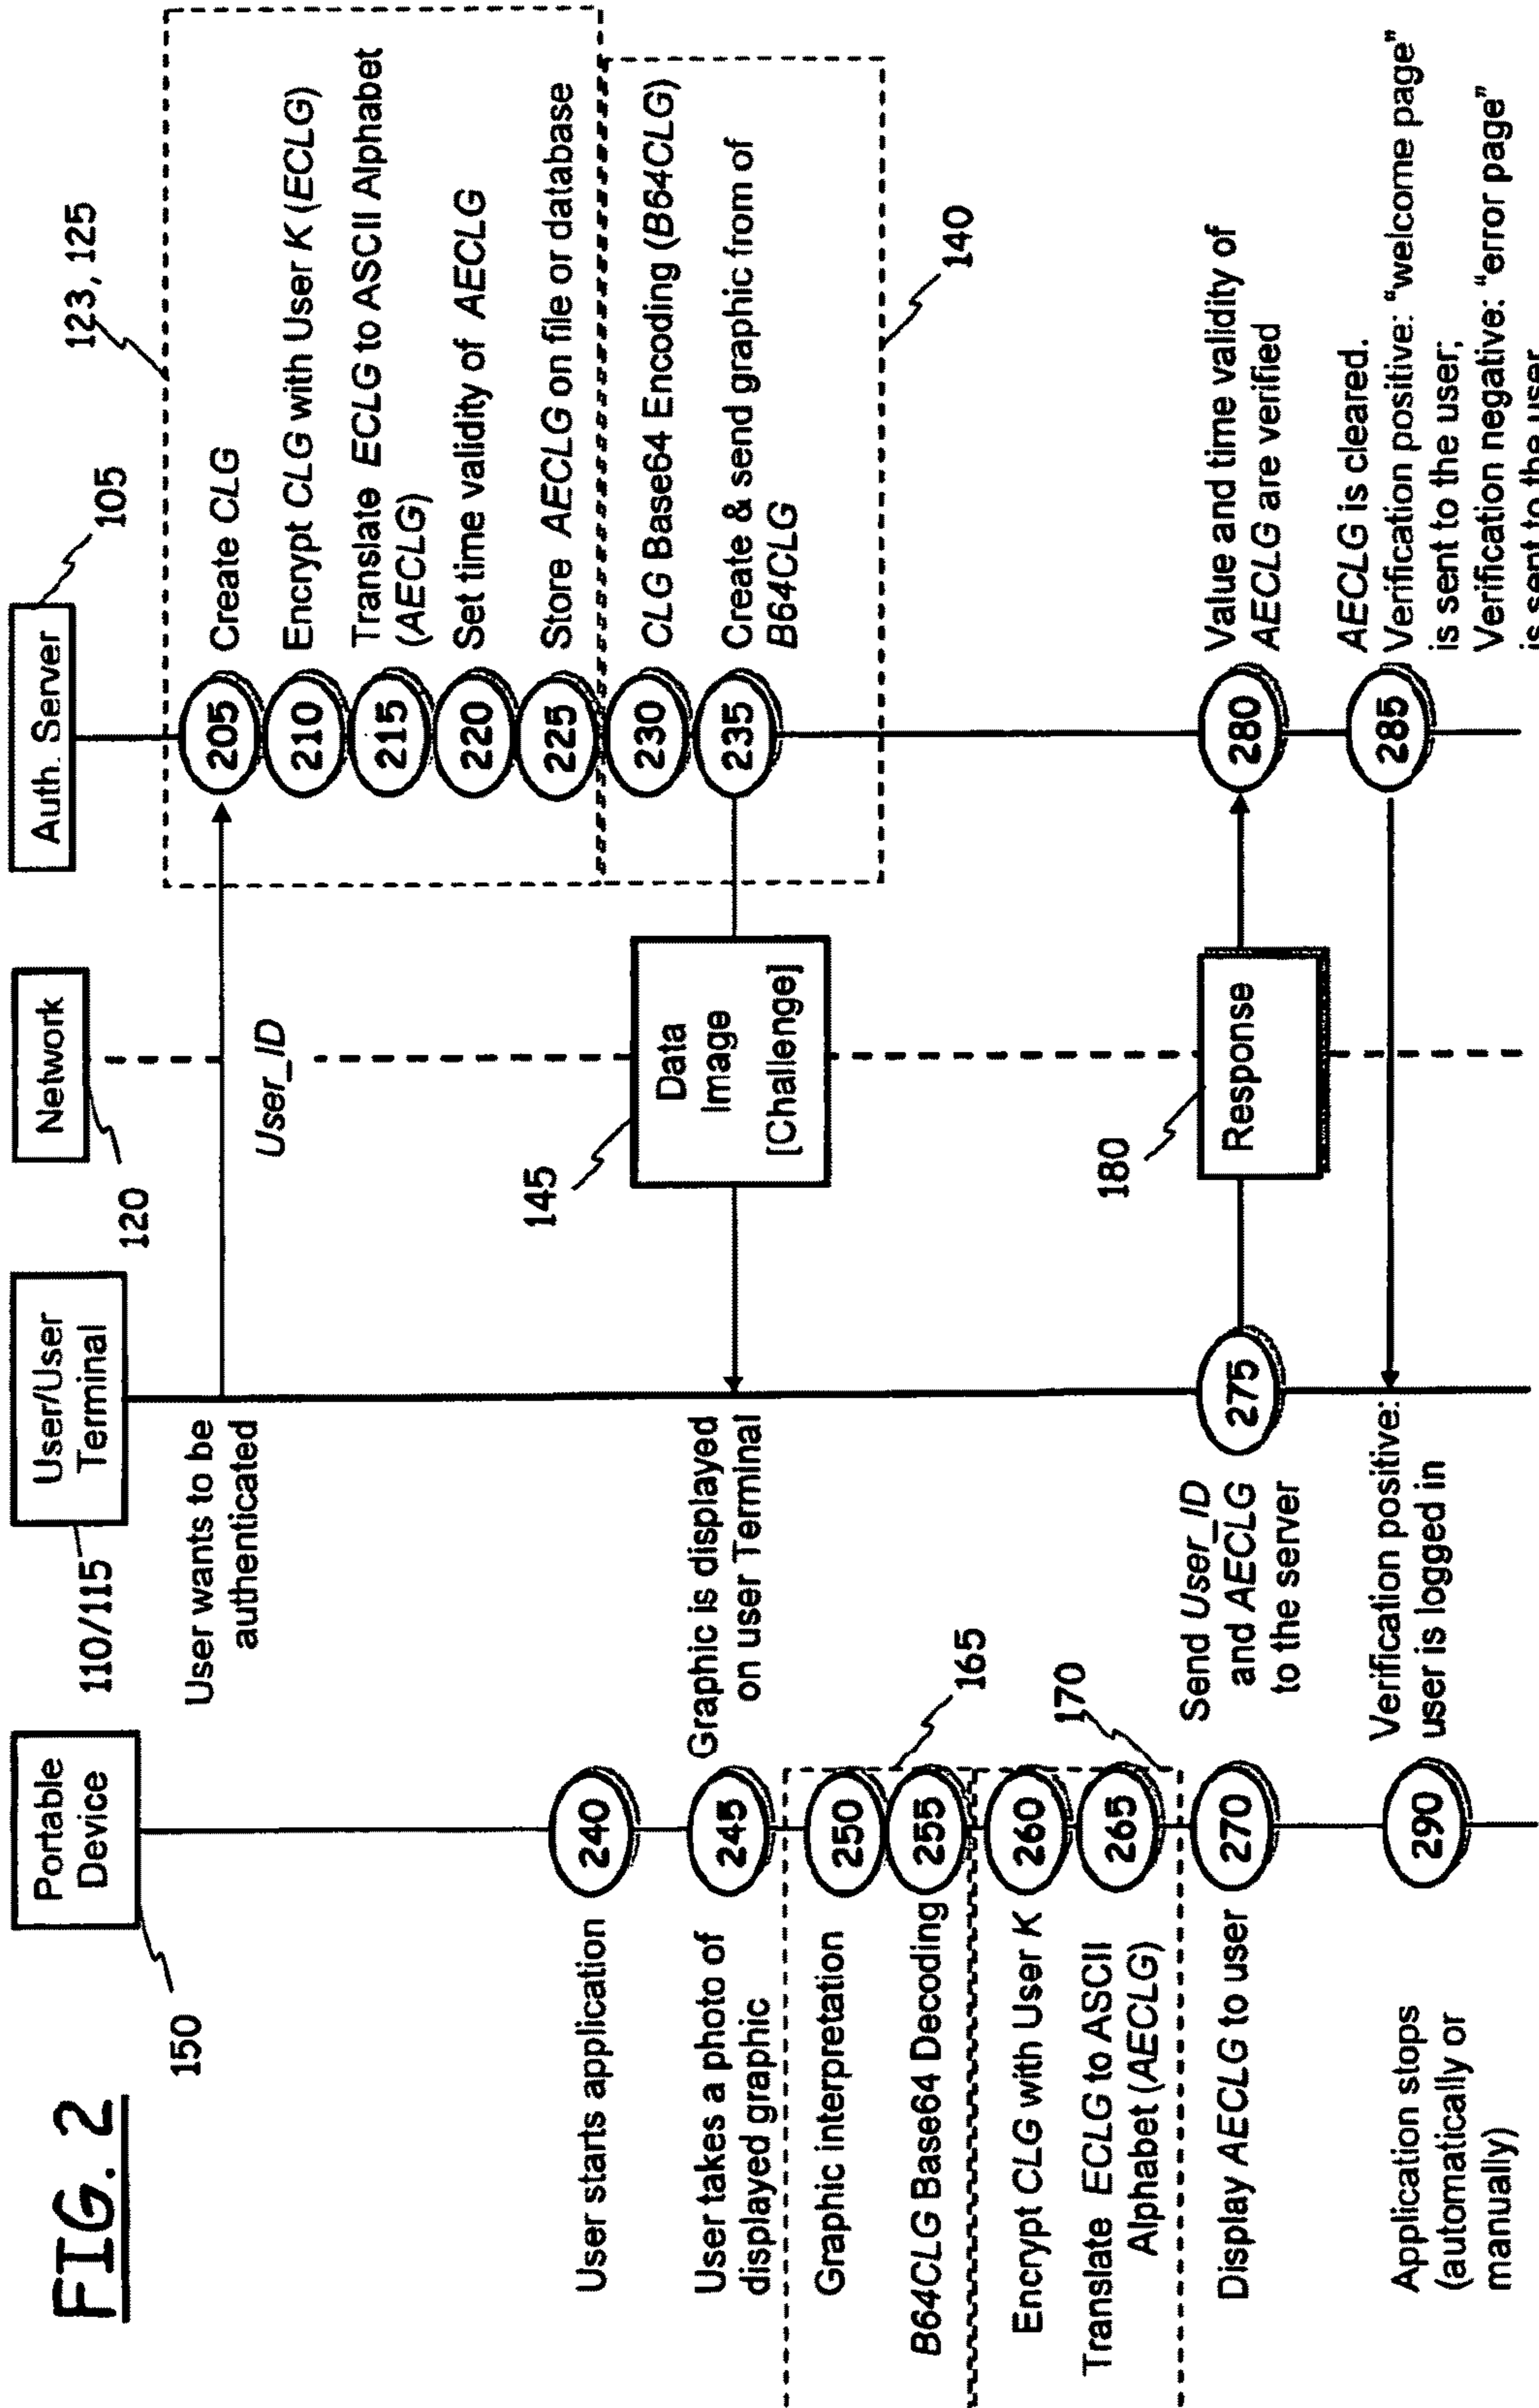 FIG. 2
Portable
Device
150
User/User
Terminal
110/115
Network
120
Auth. Server
105
123, 125
User wants to be
authenticated
User_ID
205
Create CLG
210
Encrypt CLG with User K (ECLG)
215
Translate ECLG to ASCII Alphabet
(AECLG)
220
Set time validity of AECLG
225
Store AECLG on file or database
230
CLG Base64 Encoding (B64CLG)
235
Create & send graphic from of
B64CLG
140
Data
Image
[Challenge]
145
Graphic is displayed
on user Terminal
User starts application
240
User takes a photo of
displayed graphic
245
Graphic interpretation
250
B64CLG Base64 Decoding
255
165
Encrypt CLG with User K
260
Translate ECLG to ASCII
Alphabet (AECLG)
265
170
Display AECLG to user
270
Send User_ID
and AECLG
to the server
275
Response
180
280
Value and time validity of
AECLG are verified
285
AECLG is cleared.
Verification positive: "welcome page"
is sent to the user;
Verification negative: "error page"
is sent to the user
Verification positive:
user is logged in
Application stops
(automatically or
manually)
290